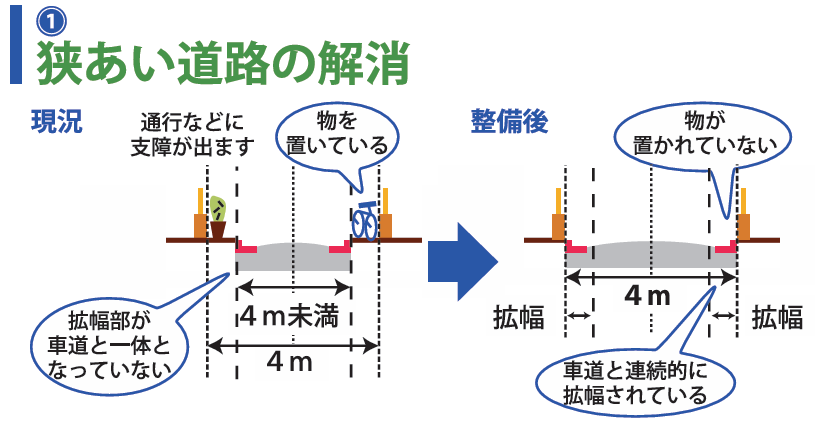 1
狭あい道路の解消
現況
通行などに
支障が出ます
物を
置いている
拡幅部が
車道と一体と
なっていない
4m未満
4m
整備後
物が
置かれていない
4m
拡幅
拡幅
車道と連続的に
拡幅されている